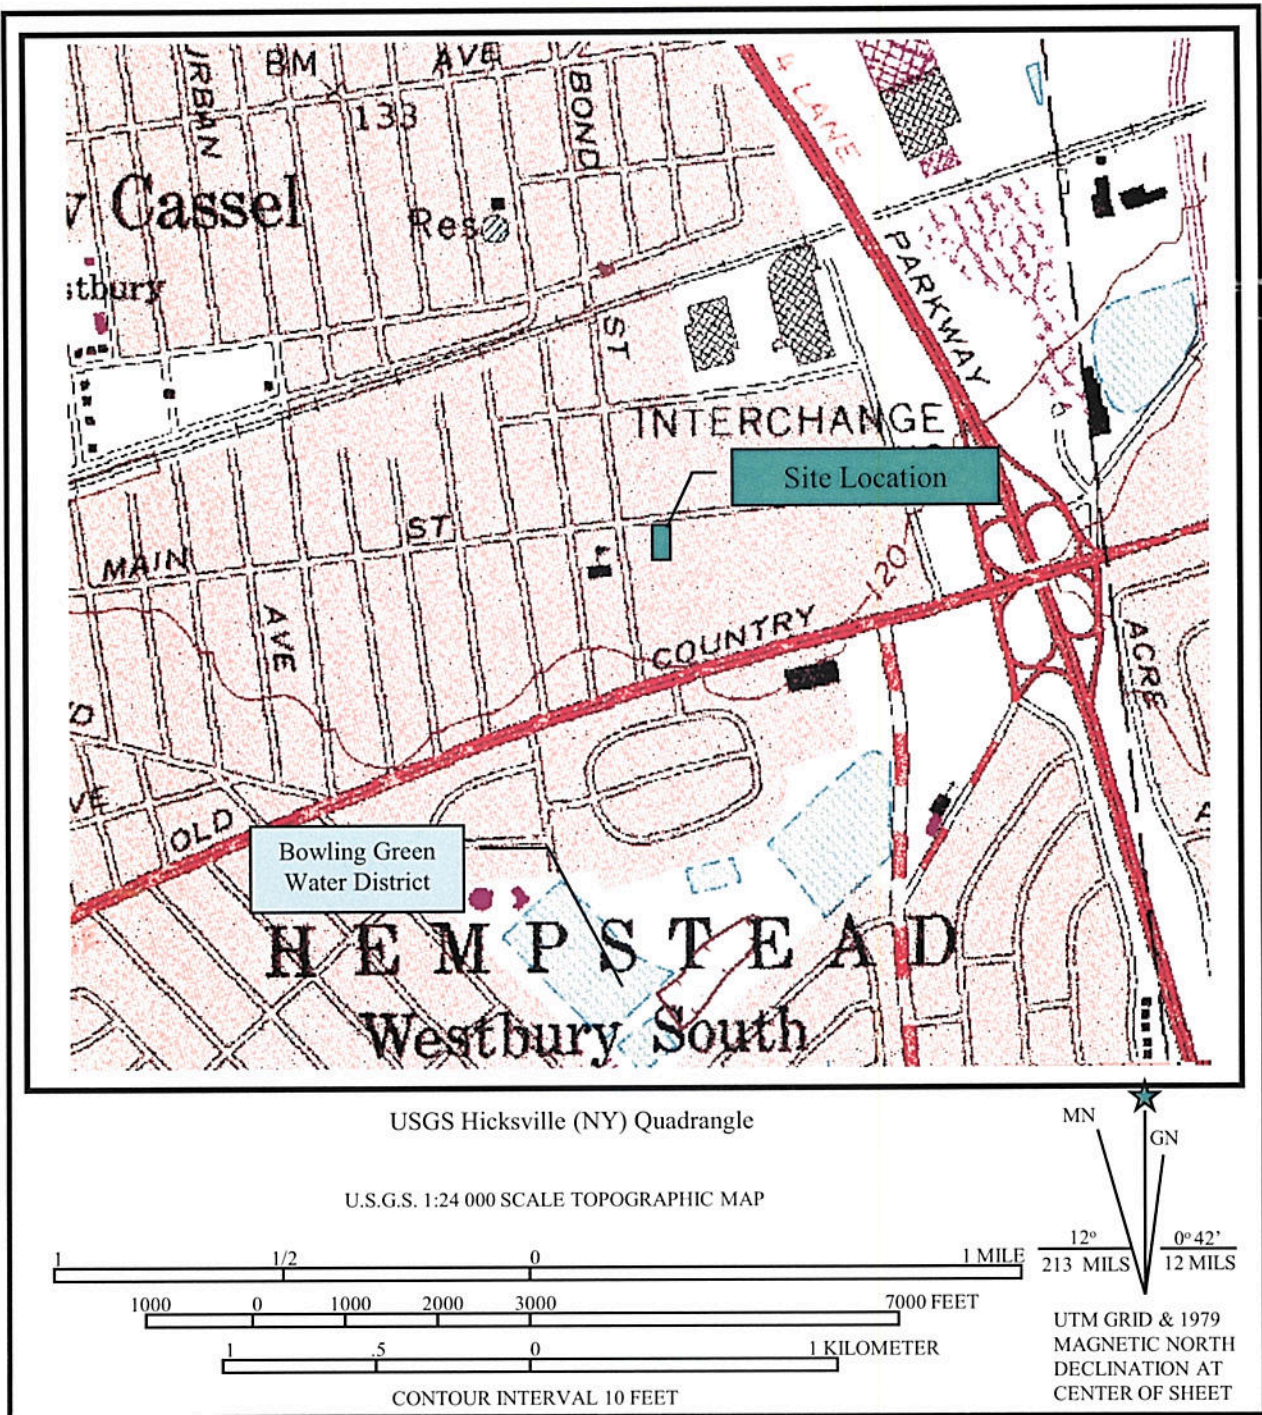 URBAN
BM
AVE
BOND
133
4 LANE
w Cassel
Res
stbury
ST
PARKWAY
INTERCHANGE
Site Location
ST
MAIN
AVE
120
COUNTRY
ACRE
OLD
VE
Bowling Green
Water District
HEMPSTEAD
Westbury South
USGS Hicksville (NY) Quadrangle
MN
GN
U.S.G.S. 1:24 000 SCALE TOPOGRAPHIC MAP
12° 0° 42'
213 MILS 12 MILS
1 1/2 0 1 MILE
1000 0 1000 2000 3000 7000 FEET
1 .5 0 1 KILOMETER
CONTOUR INTERVAL 10 FEET
UTM GRID & 1979
MAGNETIC NORTH
DECLINATION AT
CENTER OF SHEET